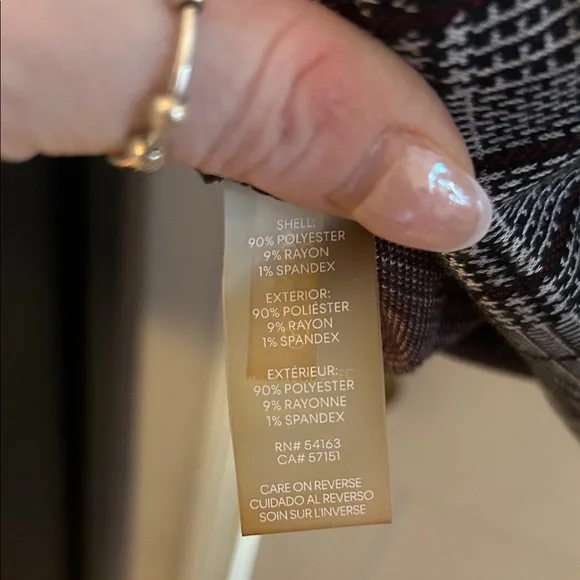 SHELL:
90% POLYESTER
9% RAYON
1% SPANDEX
EXTERIOR:
90% POLIÉSTER
9% RAYON
1% SPANDEX
EXTÉRIEUR:
90% POLYESTER
9% RAYONNE
1% SPANDEX
RN# 54163
CA# 57151
CARE ON REVERSE
CUIDADO AL REVERSO
SOIN SUR L'INVERSE